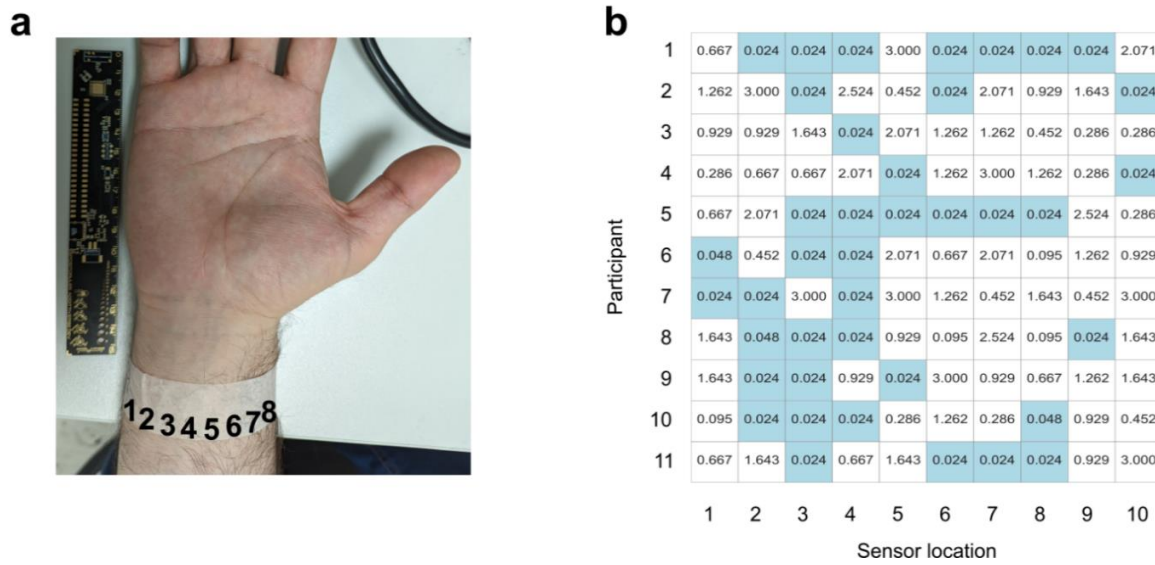 a
1 2 3 4 5 6 7 8
b
Participant
1 0.667 0.024 0.024 0.024 3.000 0.024 0.024 0.024 0.024 2.071
2 1.262 3.000 0.024 2.524 0.452 0.024 2.071 0.929 1.643 0.024
3 0.929 0.929 1.643 0.024 2.071 1.262 1.262 0.452 0.286 0.286
4 0.286 0.667 0.667 2.071 0.024 1.262 3.000 1.262 0.286 0.024
5 0.667 2.071 0.024 0.024 0.024 0.024 0.024 0.024 2.524 0.286
6 0.048 0.452 0.024 0.024 2.071 0.667 2.071 0.095 1.262 0.929
7 0.024 0.024 3.000 0.024 3.000 1.262 0.452 1.643 0.452 3.000
8 1.643 0.048 0.024 0.024 0.929 0.095 2.524 0.095 0.024 1.643
9 1.643 0.024 0.024 0.929 0.024 3.000 0.929 0.667 1.262 1.643
10 0.095 0.024 0.024 0.024 0.286 1.262 0.286 0.048 0.929 0.452
11 0.667 1.643 0.024 0.667 1.643 0.024 0.024 0.024 0.929 3.000
1 2 3 4 5 6 7 8 9 10
Sensor location